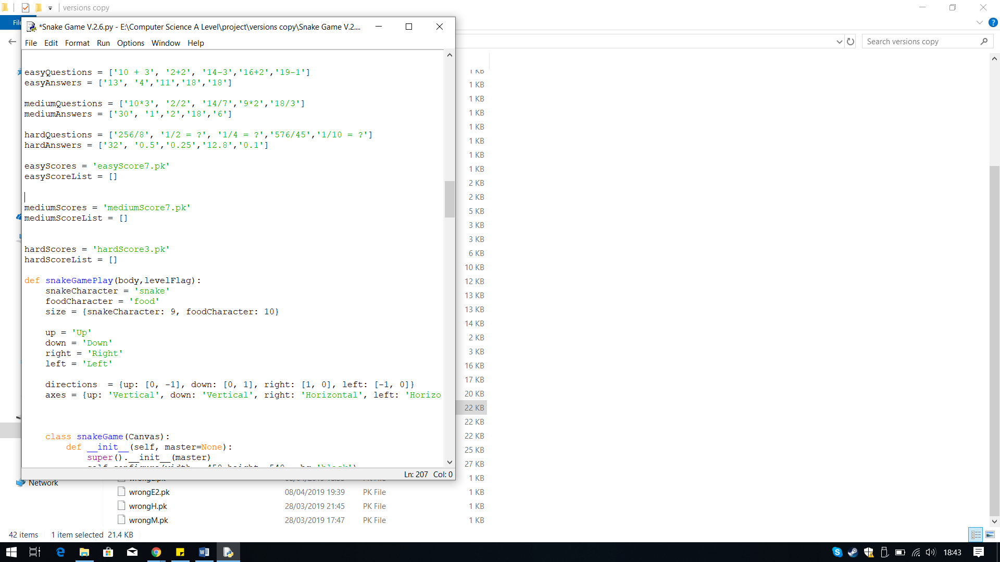 versions copy
File
*Snake Game V.2.6.py - E:\Computer Science A Level\project\versions copy\Snake Game V.2....
File Edit Format Run Options Window Help
Search versions copy
easyQuestions = ['10 + 3', '2+2', '14-3','16+2','19-1']
easyAnswers = ['13', '4','11','18','18']
mediumQuestions = ['10*3', '2/2', '14/7','9*2','18/3']
mediumAnswers = ['30', '1','2','18','6']
hardQuestions = ['256/8', '1/2 = ?', '1/4 = ?','576/45','1/10 = ?']
hardAnswers = ['32', '0.5','0.25','12.8','0.1']
easyScores = 'easyScore7.pk'
easyScoreList = []
mediumScores = 'mediumScore7.pk'
mediumScoreList = []
hardScores = 'hardScore3.pk'
hardScoreList = []
def snakeGamePlay(body,levelFlag):
snakeCharacter = 'snake'
foodCharacter = 'food'
size = {snakeCharacter: 9, foodCharacter: 10}
up = 'Up'
down = 'Down'
right = 'Right'
left = 'Left'
directions  = {up: [0, -1], down: [0, 1], right: [1, 0], left: [-1, 0]}
axes = {up: 'Vertical', down: 'Vertical', right: 'Horizontal', left: 'Horizo
class snakeGame(Canvas):
def __init__(self, master=None):
super().__init__(master)
Ln: 207 Col: 0
1 KB
1 KB
1 KB
1 KB
1 KB
1 KB
1 KB
1 KB
2 KB
2 KB
5 KB
3 KB
3 KB
6 KB
10 KB
12 KB
13 KB
13 KB
14 KB
2 KB
3 KB
16 KB
17 KB
20 KB
22 KB
22 KB
22 KB
25 KB
27 KB
1 KB
Network
wrongE2.pk 08/04/2019 19:39 PK File 1 KB
wrongH.pk 28/03/2019 21:45 PK File 1 KB
wrongM.pk 28/03/2019 17:47 PK File 1 KB
42 items 1 item selected 21.4 KB
18:43